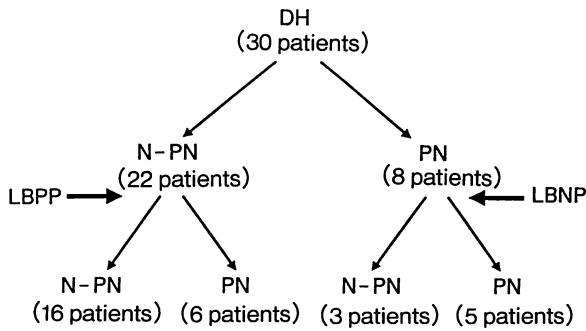 DH
(30 patients)
N-PN
(22 patients)
PN
(8 patients)
LBPP
LBNP
N-PN
(16 patients)
PN
(6 patients)
N-PN
(3 patients)
PN
(5 patients)